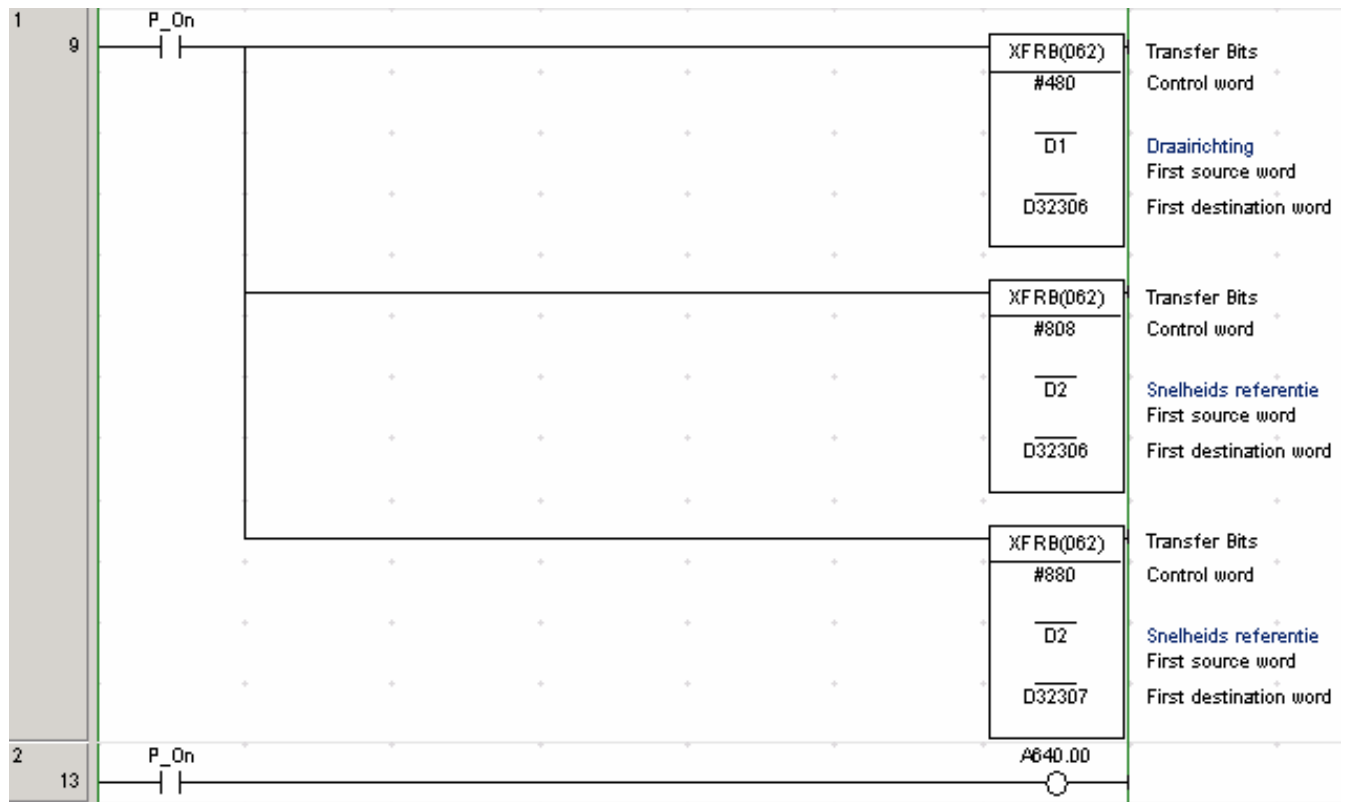 1 P_On
9 XFRB(062) Transfer Bits
#480 Control word
D1 Draairichting
First source word
D32306 First destination word
XFRB(062) Transfer Bits
#808 Control word
D2 Snelheids referentie
First source word
D32306 First destination word
XFRB(062) Transfer Bits
#880 Control word
D2 Snelheids referentie
First source word
D32307 First destination word
2 P_On A640.00
13